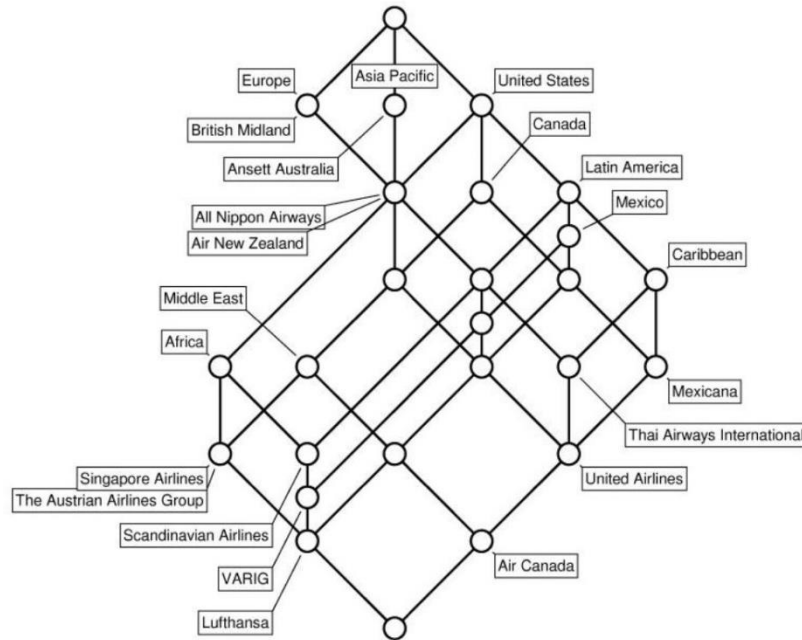 Europe
Asia Pacific
United States
British Midland
Canada
Ansett Australia
Latin America
All Nippon Airways
Mexico
Air New Zealand
Caribbean
Middle East
Africa
Mexicana
Thai Airways International
Singapore Airlines
United Airlines
The Austrian Airlines Group
Scandinavian Airlines
Air Canada
VARIG
Lufthansa